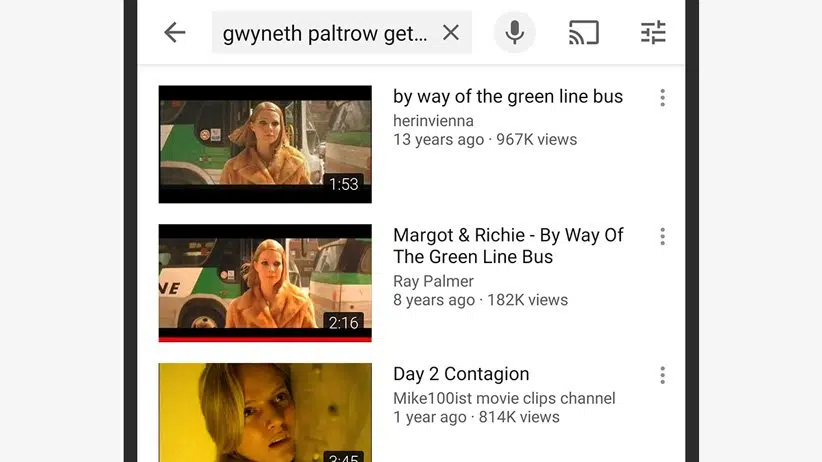 gwyneth paltrow get...
by way of the green line bus
herinvienna
13 years ago · 967K views
1:53
Margot & Richie - By Way Of
The Green Line Bus
Ray Palmer
8 years ago · 182K views
NE
2:16
Day 2 Contagion
Mike100ist movie clips channel
1 year ago · 814K views
3:45